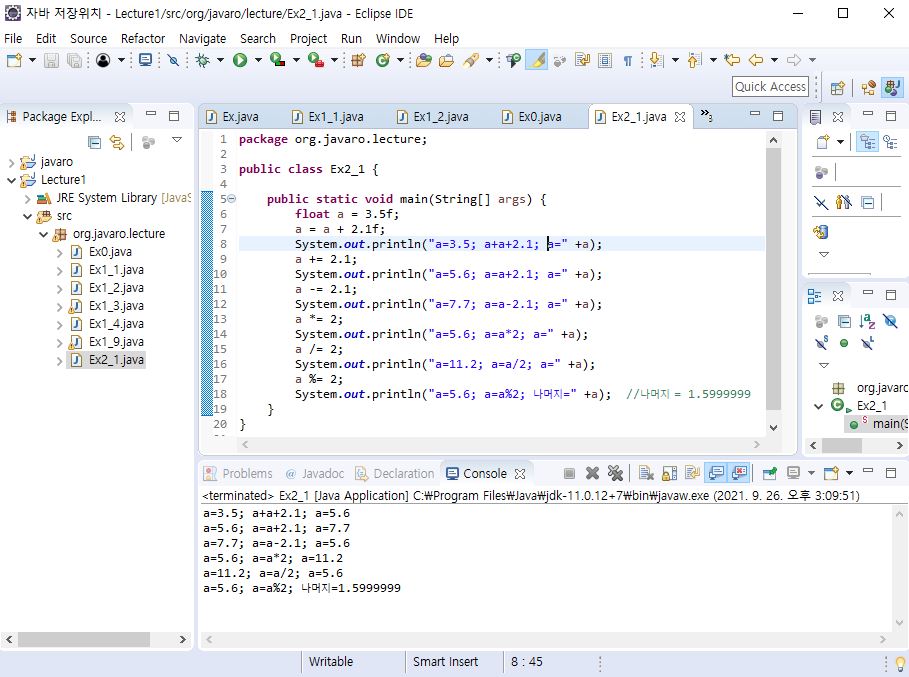 자바 저장위치 - Lecture1/src/org/javaro/lecture/Ex2_1.java - Eclipse IDE
File Edit Source Refactor Navigate Search Project Run Window Help
Quick Access
Package Expl...
javaro
Lecture1
JRE System Library [JavaS
src
org.javaro.lecture
Ex0.java
Ex1_1.java
Ex1_2.java
Ex1_3.java
Ex1_4.java
Ex1_9.java
Ex2_1.java
Ex.java Ex1_1.java Ex1_2.java Ex0.java Ex2_1.java »3
1 package org.javaro.lecture;
2
3 public class Ex2_1 {
4
5 public static void main(String[] args) {
6 float a = 3.5f;
7 a = a + 2.1f;
8 System.out.println("a=3.5; a+a+2.1; a=" +a);
9 a += 2.1;
10 System.out.println("a=5.6; a=a+2.1; a=" +a);
11 a -= 2.1;
12 System.out.println("a=7.7; a=a-2.1; a=" +a);
13 a *= 2;
14 System.out.println("a=5.6; a=a*2; a=" +a);
15 a /= 2;
16 System.out.println("a=11.2; a=a/2; a=" +a);
17 a %= 2;
18 System.out.println("a=5.6; a=a%2; 나머지=" +a); //나머지 = 1.5999999
19 }
20 }
org.javaro
Ex2_1
main(S
Problems @ Javadoc Declaration Console
<terminated> Ex2_1 [Java Application] C:₩Program Files₩Java₩jdk-11.0.12+7₩bin₩javaw.exe (2021. 9. 26. 오후 3:09:51)
a=3.5; a+a+2.1; a=5.6
a=5.6; a=a+2.1; a=7.7
a=7.7; a=a-2.1; a=5.6
a=5.6; a=a*2; a=11.2
a=11.2; a=a/2; a=5.6
a=5.6; a=a%2; 나머지=1.5999999
Writable Smart Insert 8 : 45